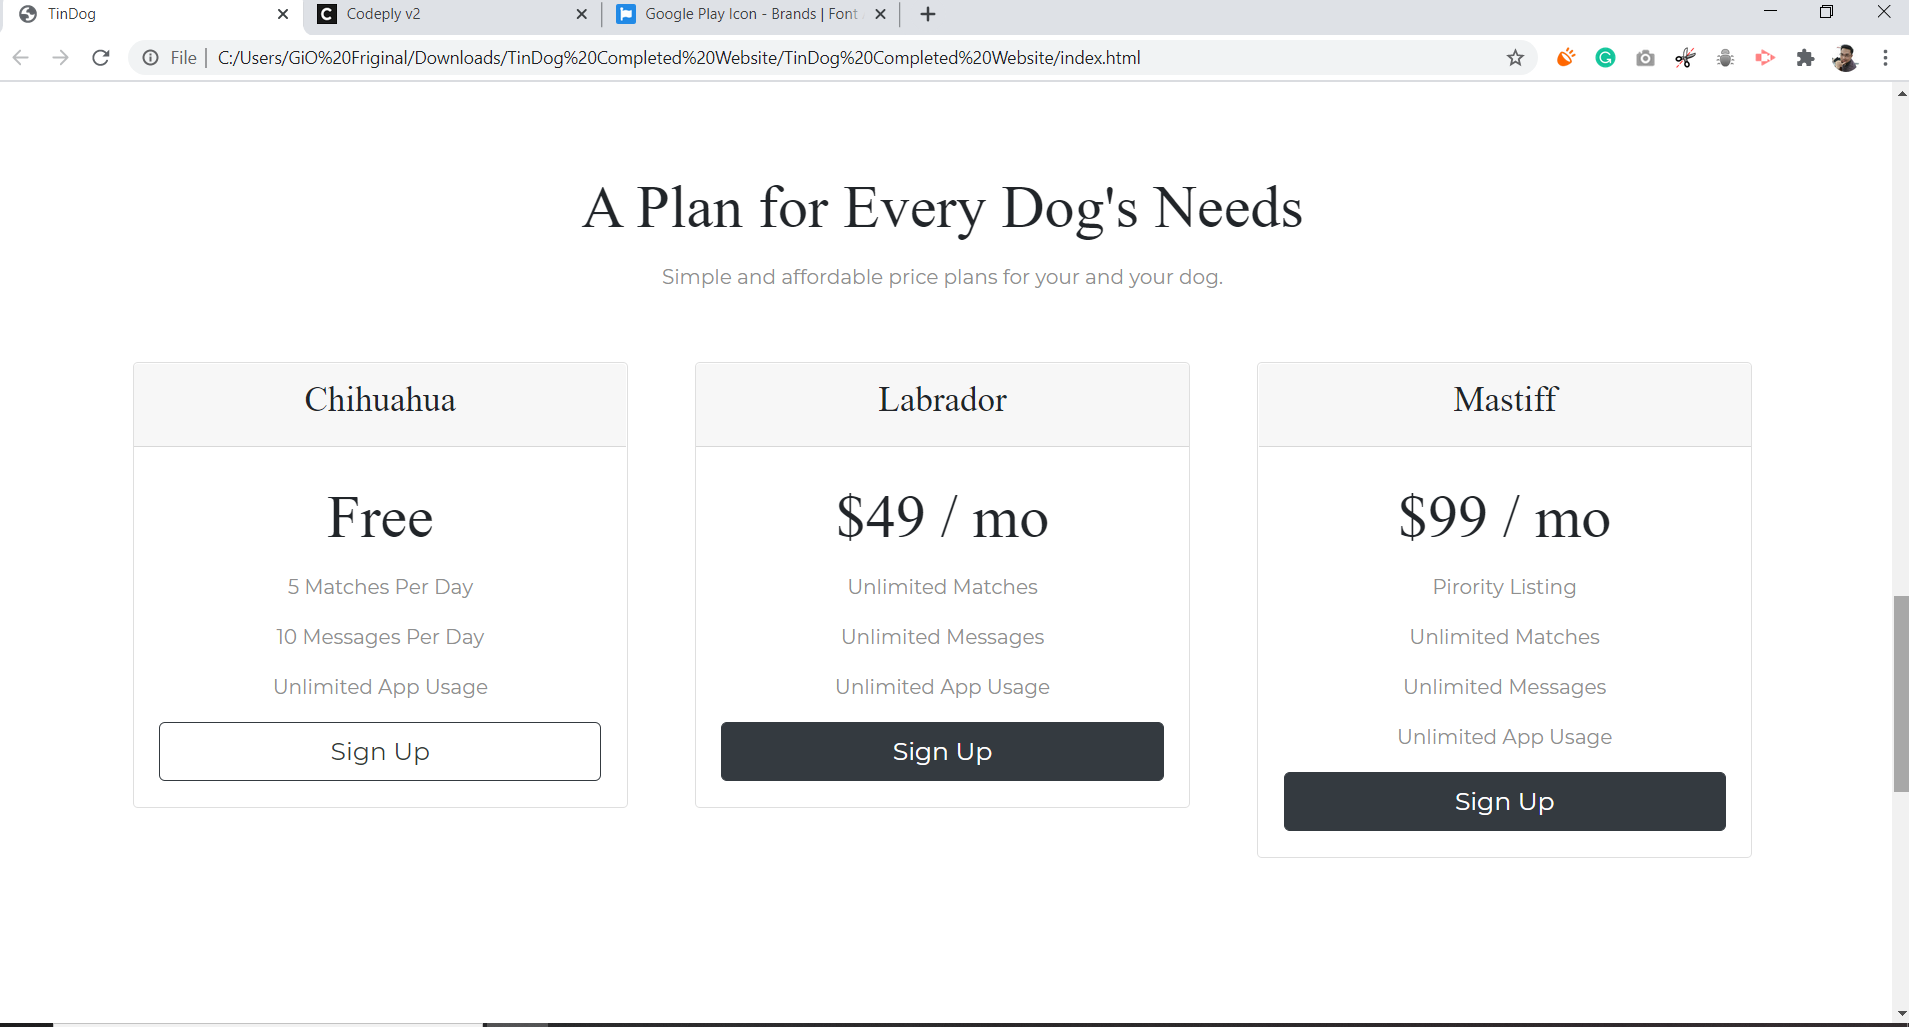 TinDog
Codeply v2
Google Play Icon - Brands | Font
File | C:/Users/GiO%20Friginal/Downloads/TinDog%20Completed%20Website/TinDog%20Completed%20Website/index.html
A Plan for Every Dog's Needs
Simple and affordable price plans for your and your dog.
Chihuahua
Free
5 Matches Per Day
10 Messages Per Day
Unlimited App Usage
Sign Up
Labrador
$49 / mo
Unlimited Matches
Unlimited Messages
Unlimited App Usage
Sign Up
Mastiff
$99 / mo
Pirority Listing
Unlimited Matches
Unlimited Messages
Unlimited App Usage
Sign Up